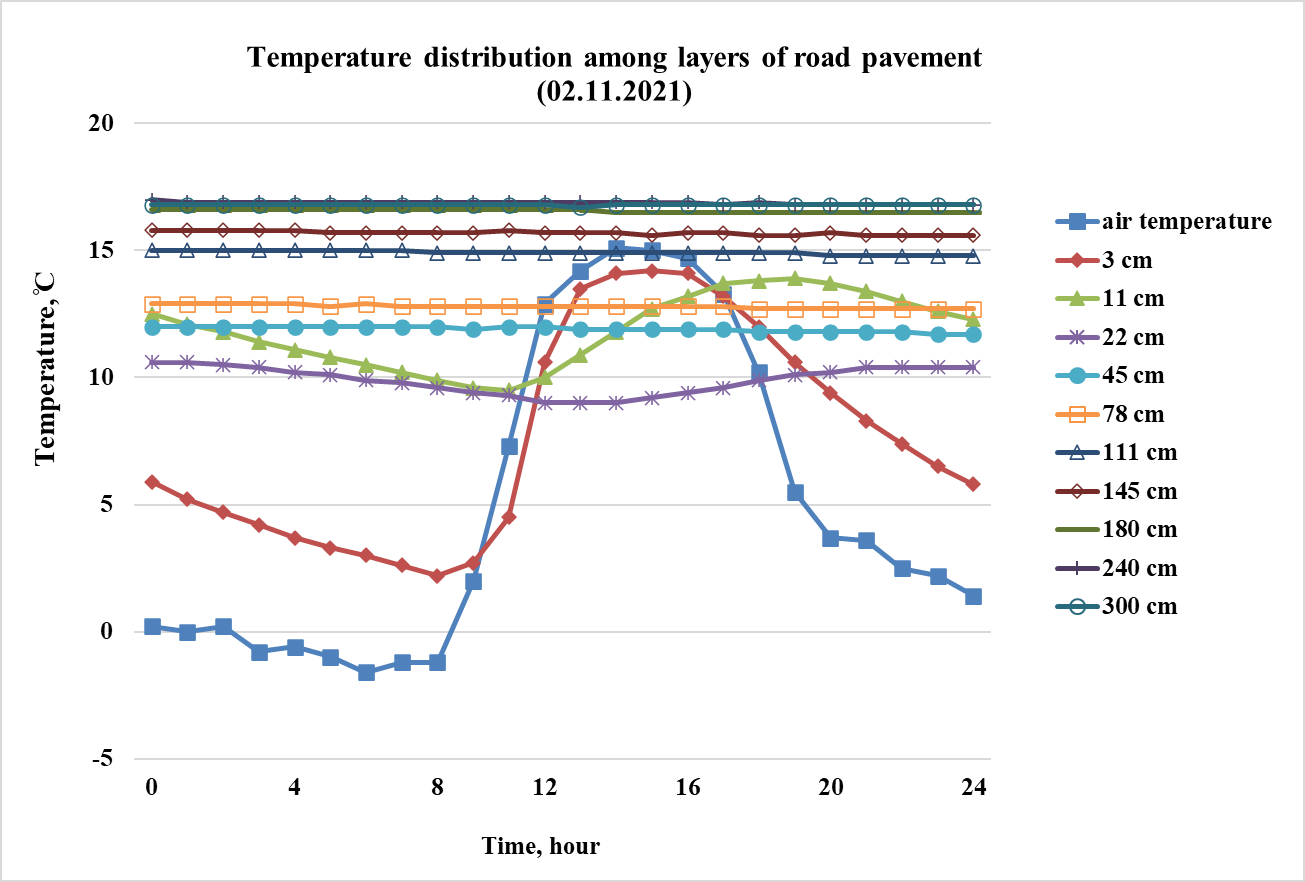 Temperature distribution among layers of road pavement
(02.11.2021)
20
15
10
5
0
-5
Temperature,℃
0 4 8 12 16 20 24
Time, hour
air temperature
3 cm
11 cm
22 cm
45 cm
78 cm
111 cm
145 cm
180 cm
240 cm
300 cm